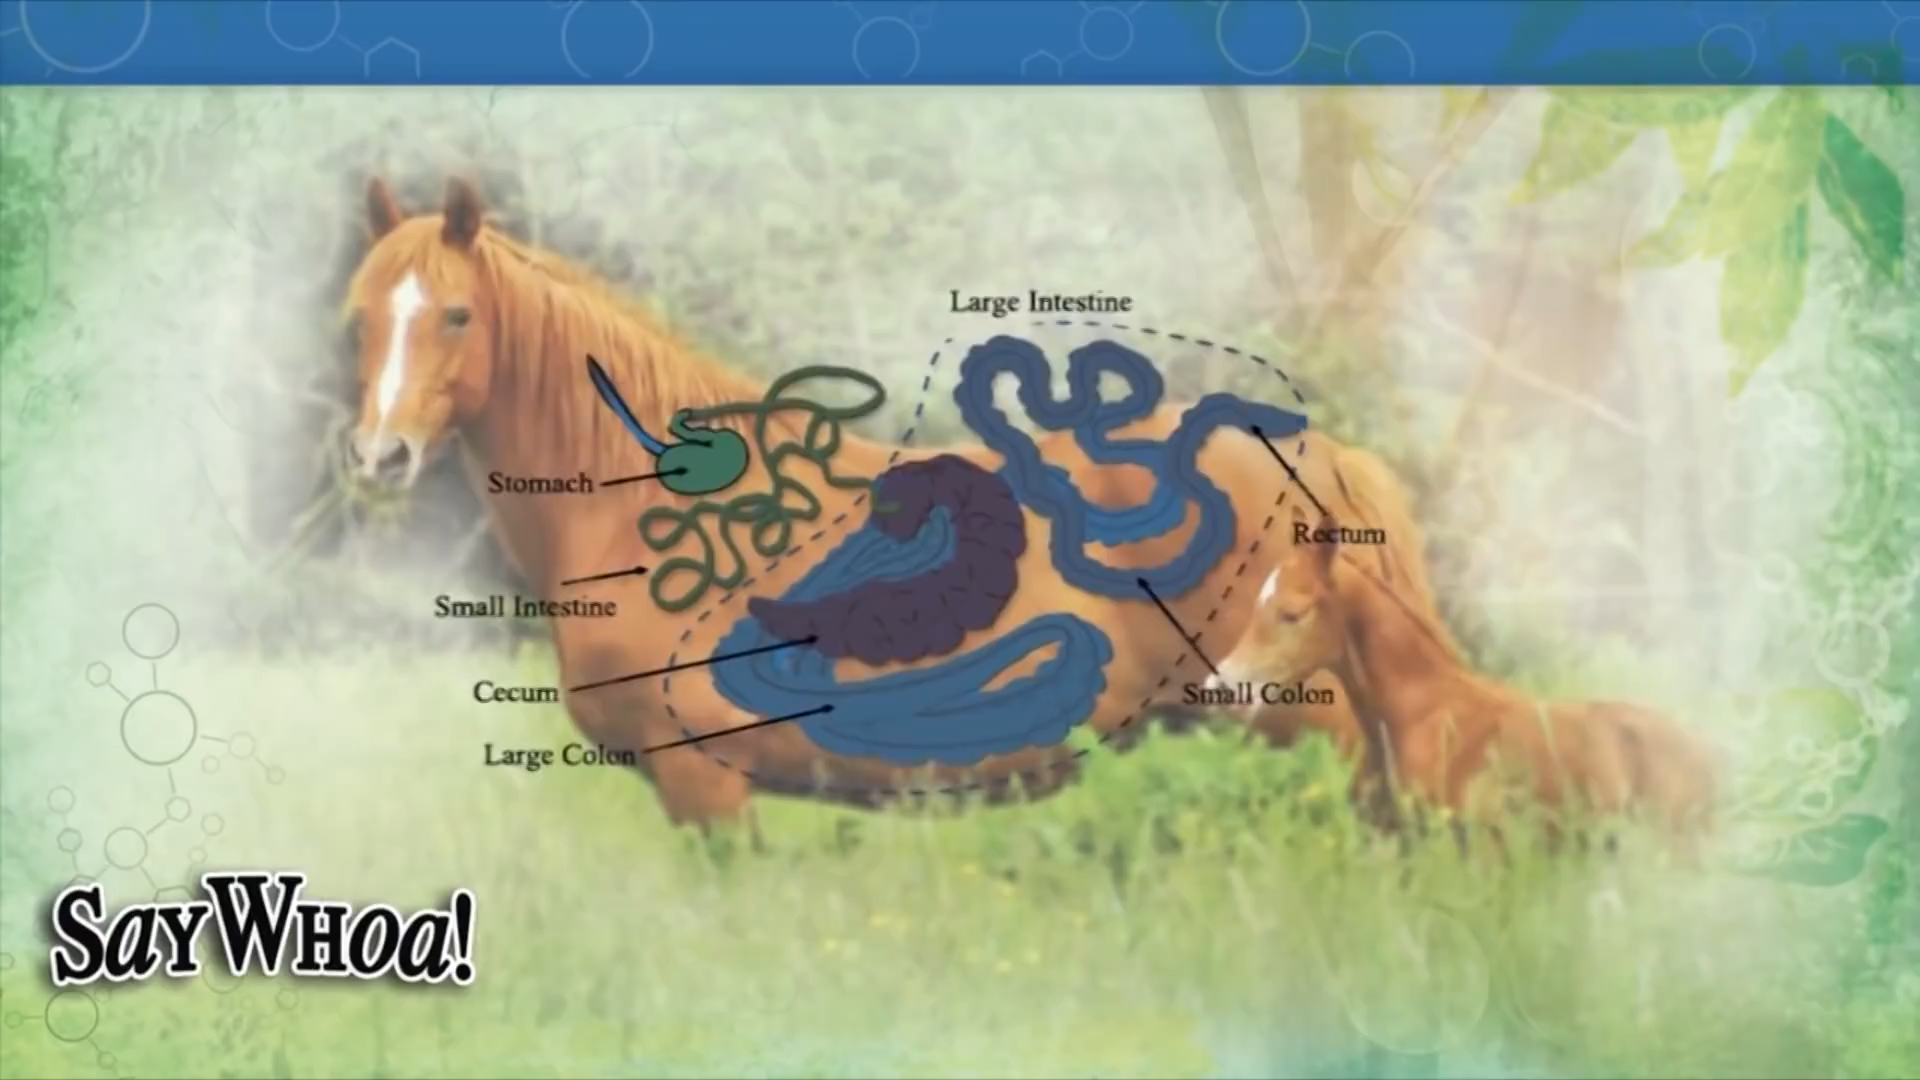 Large Intestine
Stomach
Rectum
Small Intestine
Cecum
Small Colon
Large Colon
SayWhoa!